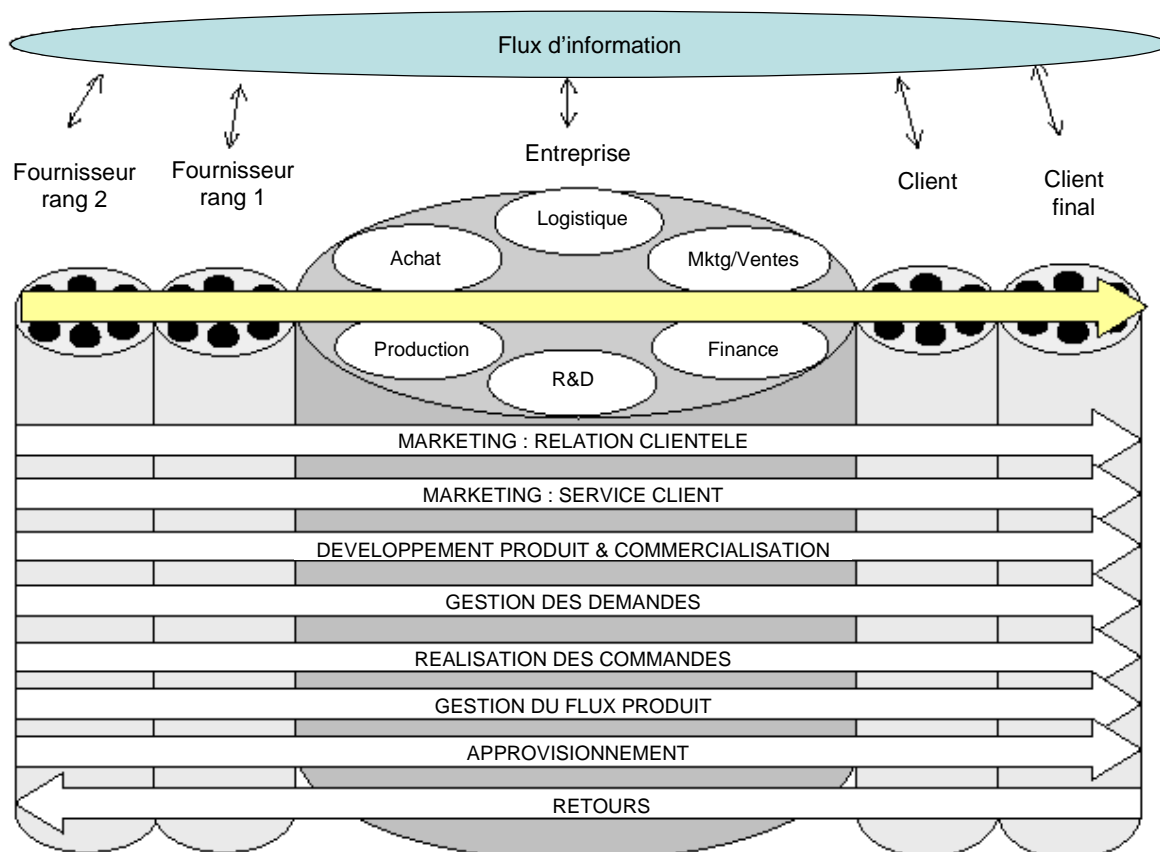 Flux d'information
Fournisseur
rang 2
Fournisseur
rang 1
Entreprise
Client
Client
final
Logistique
Achat
Mktg/Ventes
Production
Finance
R&D
MARKETING : RELATION CLIENTELE
MARKETING : SERVICE CLIENT
DEVELOPPEMENT PRODUIT & COMMERCIALISATION
GESTION DES DEMANDES
REALISATION DES COMMANDES
GESTION DU FLUX PRODUIT
APPROVISIONNEMENT
RETOURS